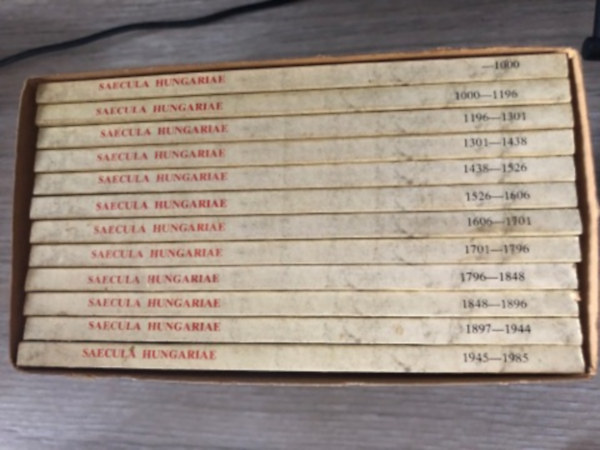 SAECULA HUNGARIAE —1000
SAECULA HUNGARIAE 1000—1196
SAECULA HUNGARIAE 1196—1301
SAECULA HUNGARIAE 1301—1438
SAECULA HUNGARIAE 1438—1526
SAECULA HUNGARIAE 1526—1606
SAECULA HUNGARIAE 1606—1701
SAECULA HUNGARIAE 1701—1796
SAECULA HUNGARIAE 1796—1848
SAECULA HUNGARIAE 1848—1896
SAECULA HUNGARIAE 1897—1944
SAECULA HUNGARIAE 1945—1985